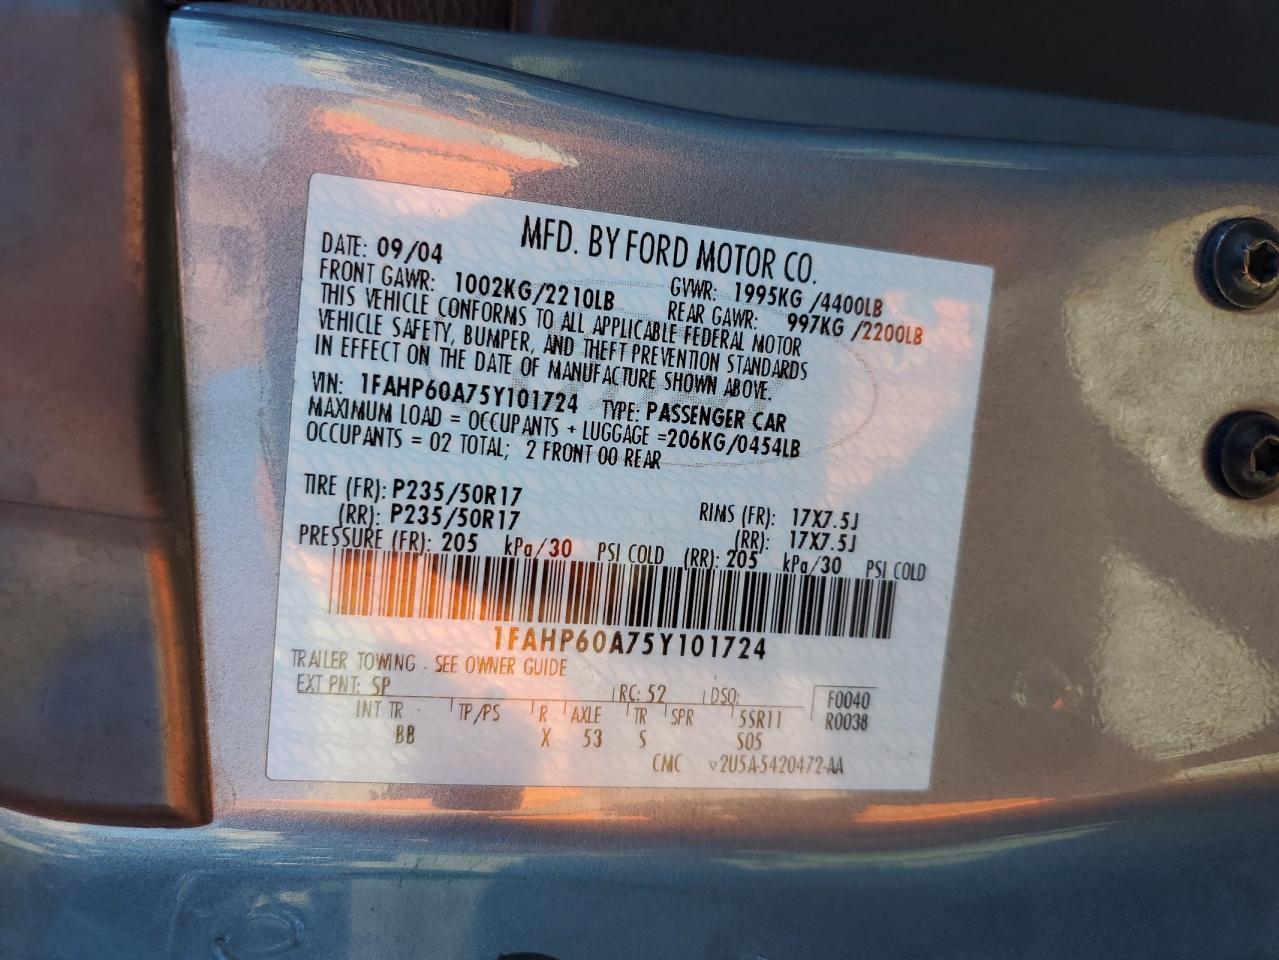 MFD. BY FORD MOTOR CO.
DATE: 09/04 GVWR: 1995KG /4400LB
FRONT GAWR: 1002KG/2210LB REAR GAWR: 997KG /2200LB
THIS VEHICLE CONFORMS TO ALL APPLICABLE FEDERAL MOTOR
VEHICLE SAFETY, BUMPER, AND THEFT PREVENTION STANDARDS
IN EFFECT ON THE DATE OF MANUFACTURE SHOWN ABOVE.
VIN: 1FAHP60A75Y101724 TYPE: PASSENGER CAR
MAXIMUM LOAD = OCCUPANTS + LUGGAGE =206KG/0454LB
OCCUPANTS = 02 TOTAL; 2 FRONT 00 REAR
TIRE (FR): P235/50R17 RIMS (FR): 17X7.5J
(RR): P235/50R17 (RR): 17X7.5J
PRESSURE (FR): 205 kPa/30 PSI COLD (RR): 205 kPa/30 PSI COLD
1FAHP60A75Y101724
TRAILER TOWING - SEE OWNER GUIDE
EXT PNT: SP RC: 52 DSO: F0040
INT TR TP/PS R AXLE TR SPR 5SR11 R0038
BB X 53 S S05
CMC ▽2U5A-5420472-AA